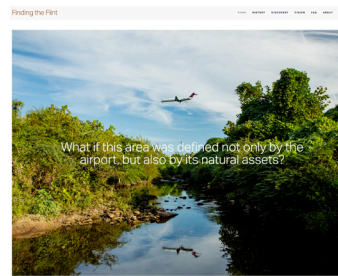 Finding the Flint
HOME HISTORY DISCOVERY VISION FAQ ABOUT
What if this area was defined not only by the
airport, but also by its natural assets?